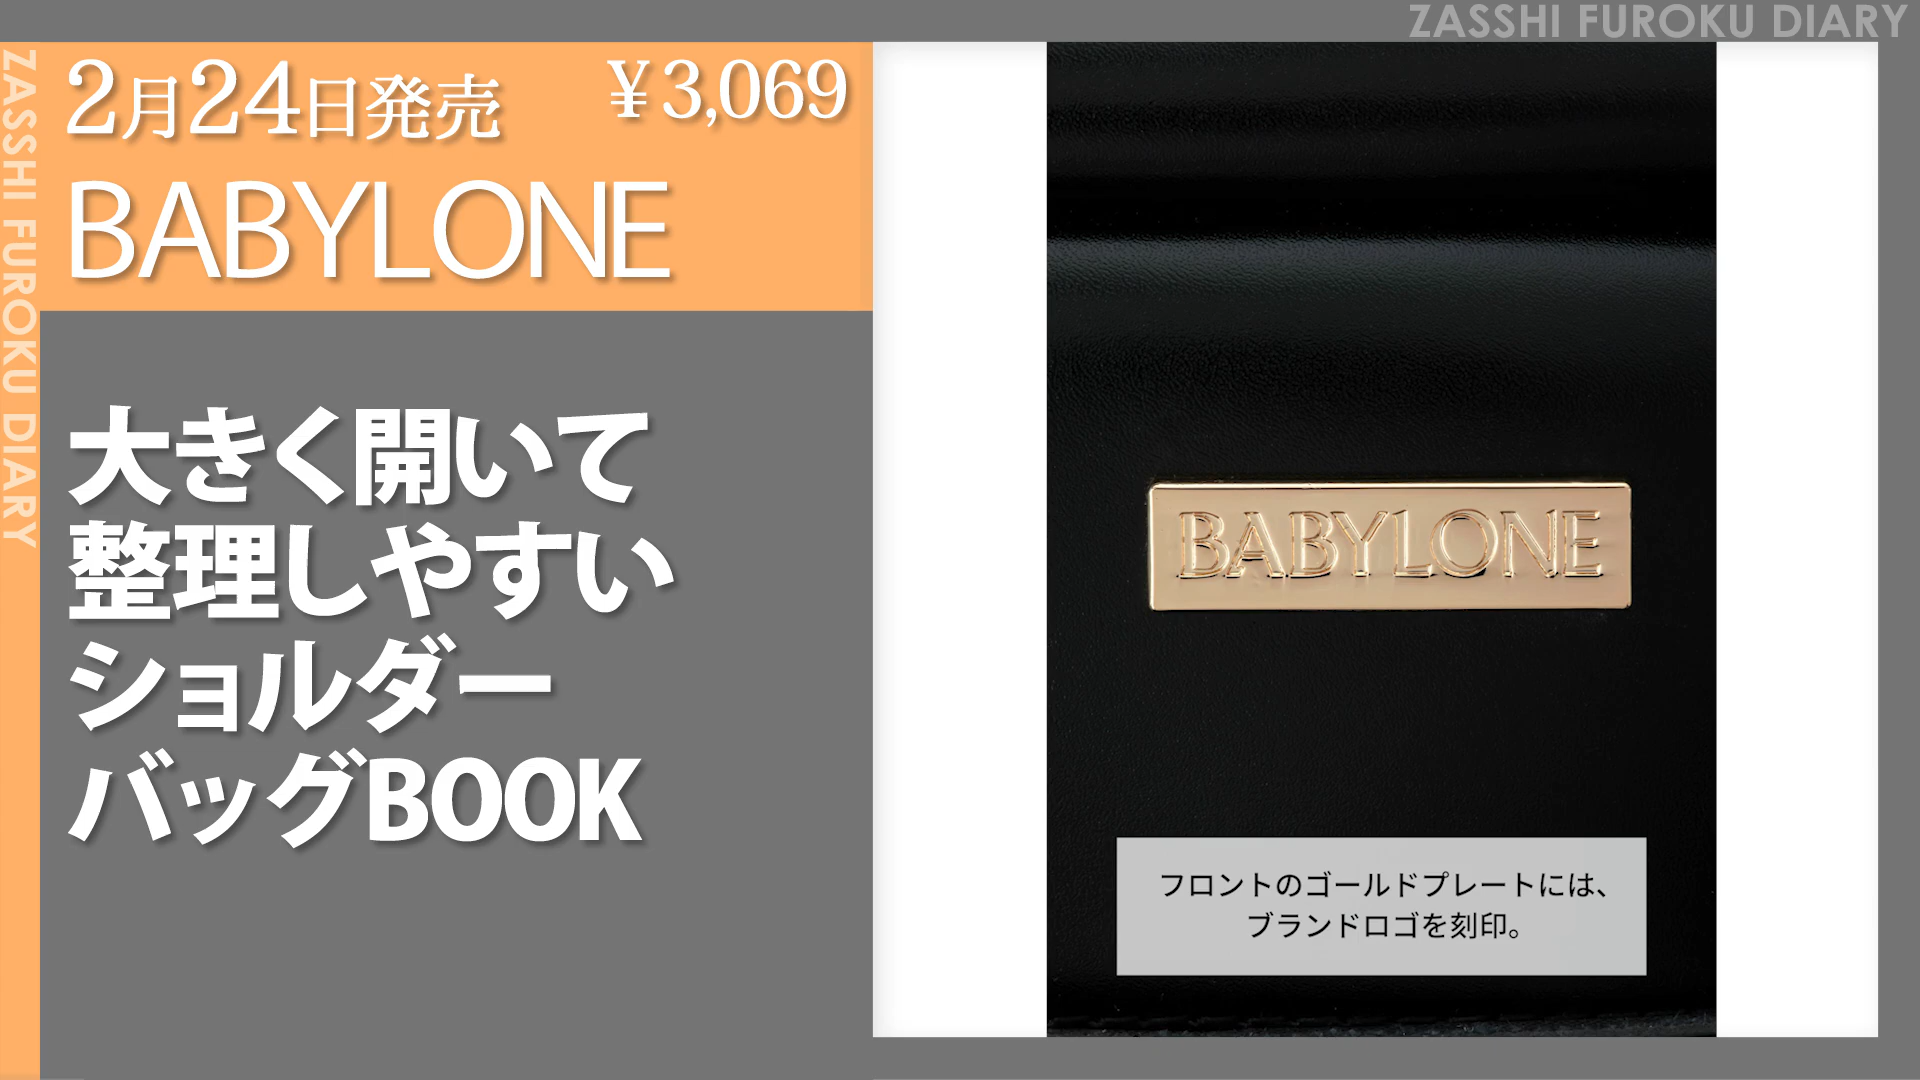 ZASSHI FUROKU DIARY
ZASSHI FUROKU DIARY
2月24日発売
¥3,069
BABYLONE
大きく開いて
整理しやすい
ショルダー
バッグBOOK
BABYLONE
フロントのゴールドプレートには、
ブランドロゴを刻印。